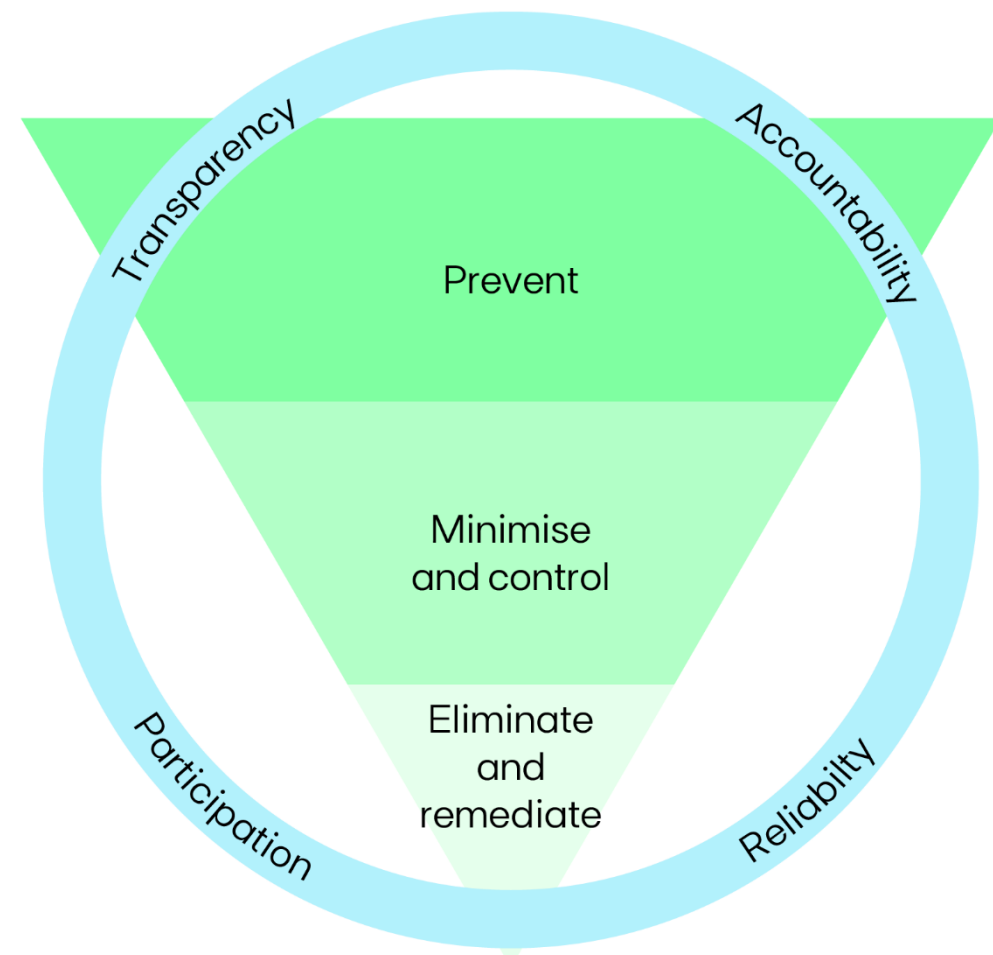 Transparency
Accountability
Prevent
Minimise
and control
Eliminate
and
remediate
Participation
Reliabilty